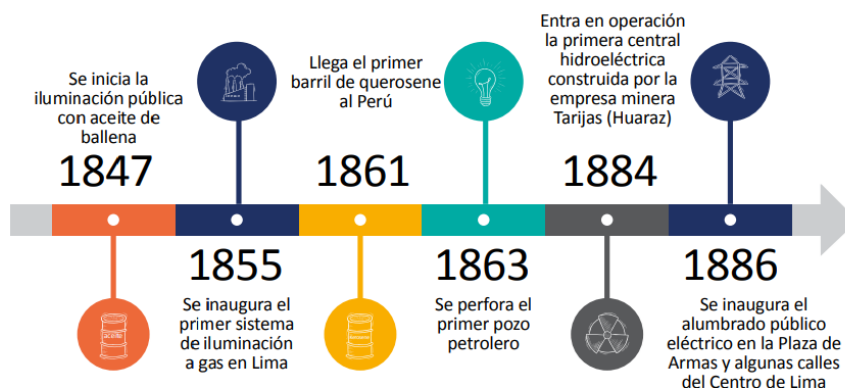 Se inicia la
iluminación pública
con aceite de
ballena
1847
aceite
1855
Se inaugura el
primer sistema
de iluminación
a gas en Lima
Llega el primer
barril de querosene
al Perú
1861
1863
Se perfora el
primer pozo
petrolero
Entra en operación
la primera central
hidroeléctrica
construida por la
empresa minera
Tarijas (Huaraz)
1884
1886
Se inaugura el
alumbrado público
eléctrico en la Plaza de
Armas y algunas calles
del Centro de Lima